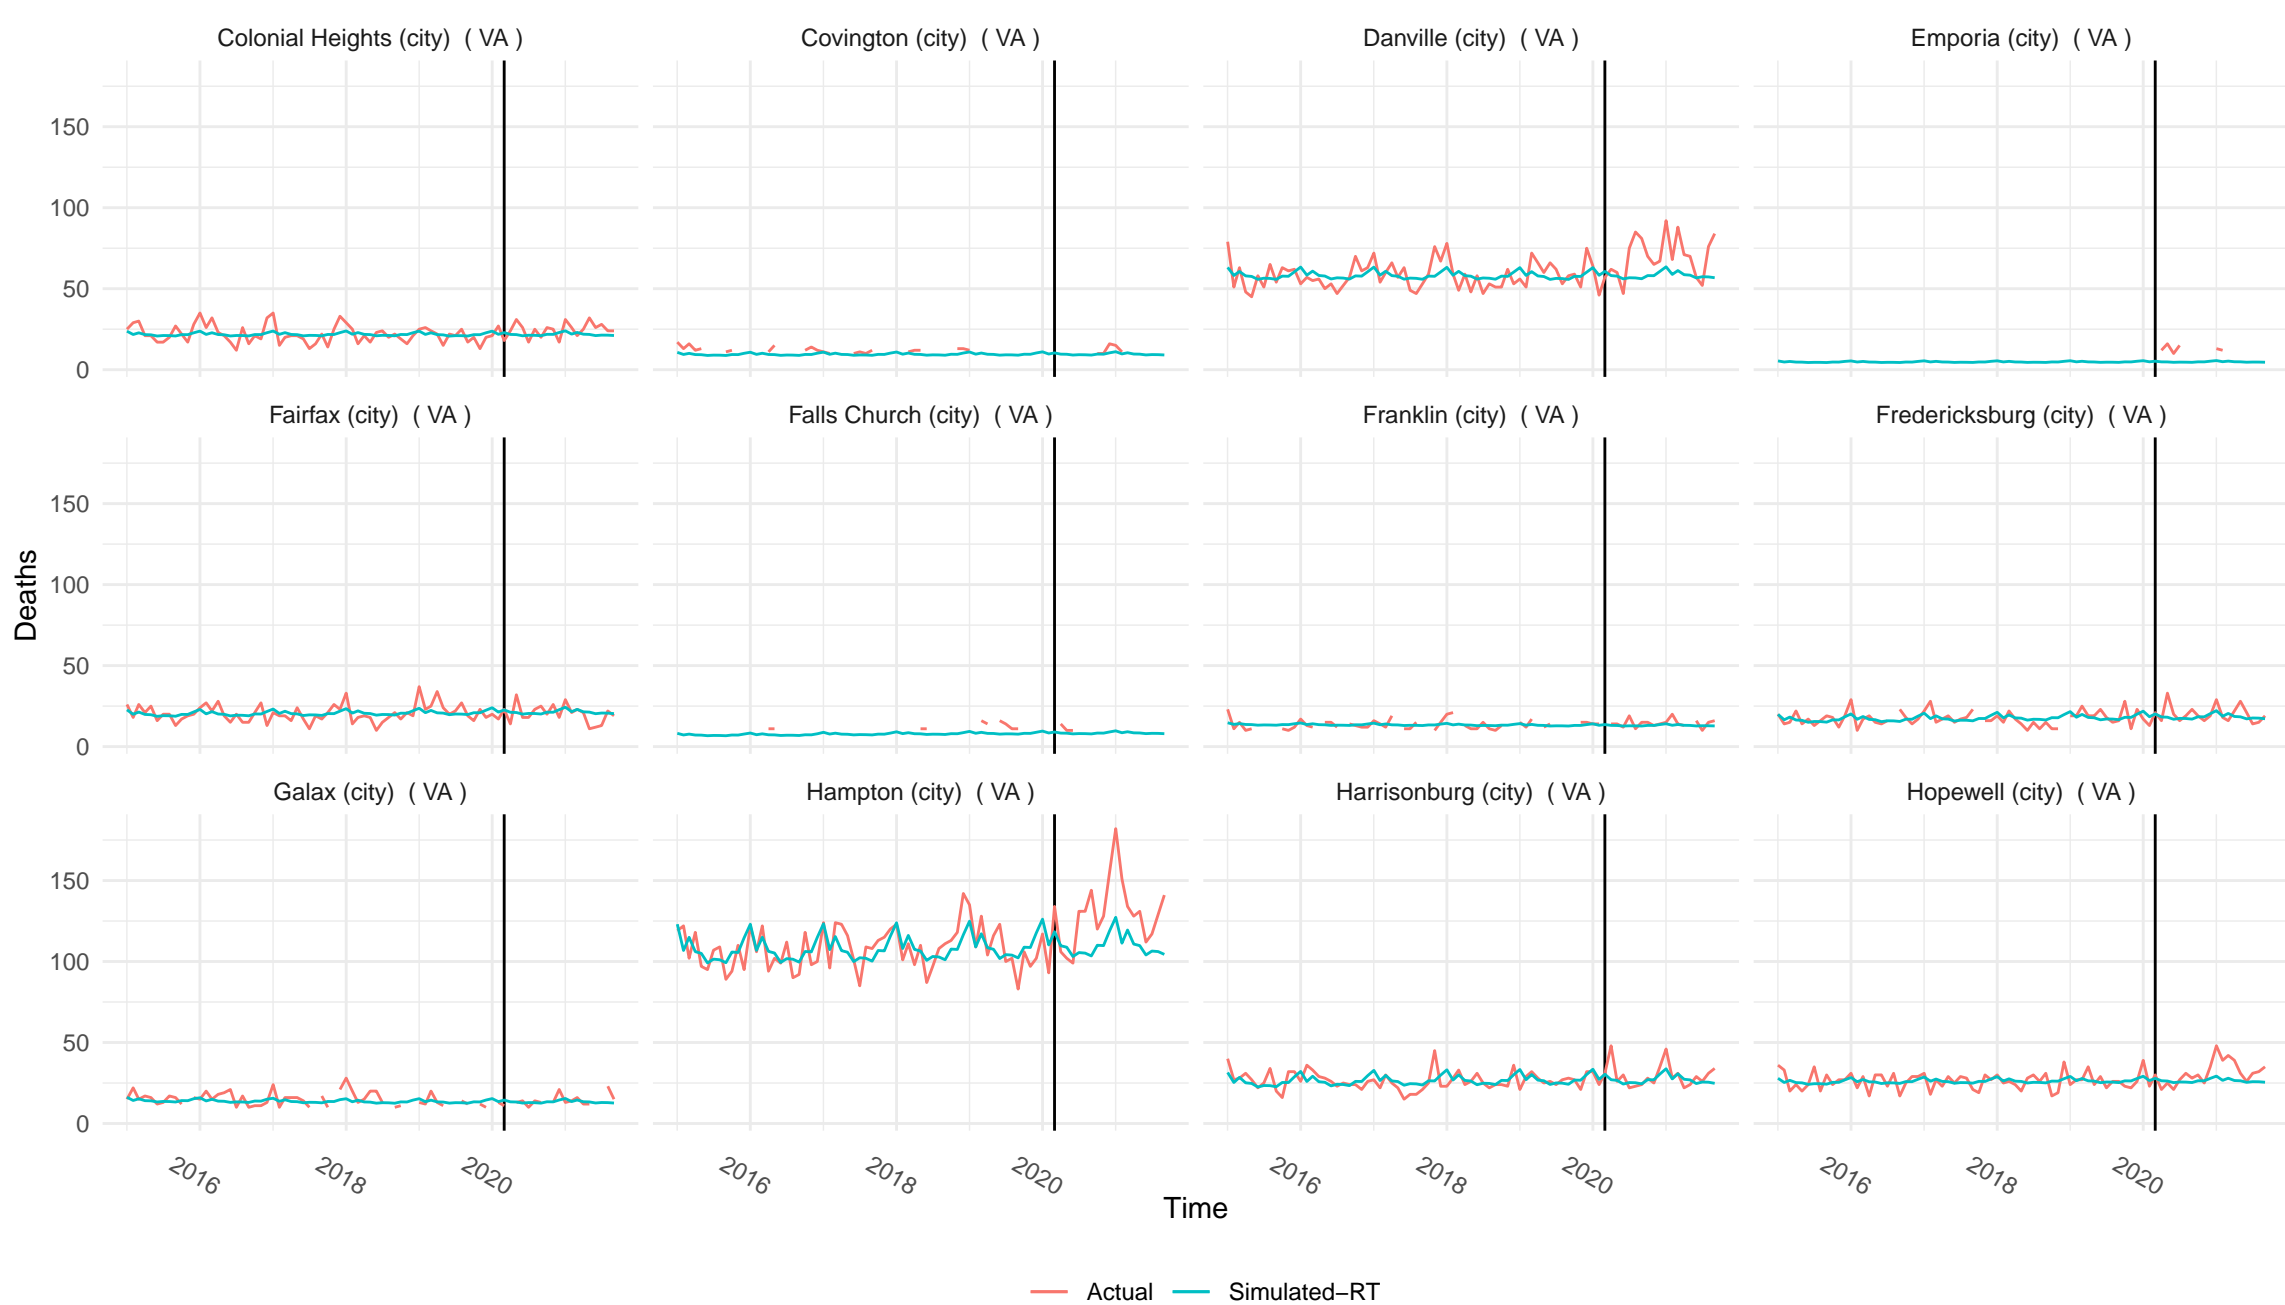 Colonial Heights (city)  ( VA )
Covington (city)  ( VA )
Danville (city)  ( VA )
Emporia (city)  ( VA )
150
100
50
0
Fairfax (city)  ( VA )
Falls Church (city)  ( VA )
Franklin (city)  ( VA )
Fredericksburg (city)  ( VA )
150
100
50
0
Deaths
Galax (city)  ( VA )
Hampton (city)  ( VA )
Harrisonburg (city)  ( VA )
Hopewell (city)  ( VA )
150
100
50
0
2016 2018 2020
2016 2018 2020
2016 2018 2020
2016 2018 2020
Time
Actual
Simulated−RT